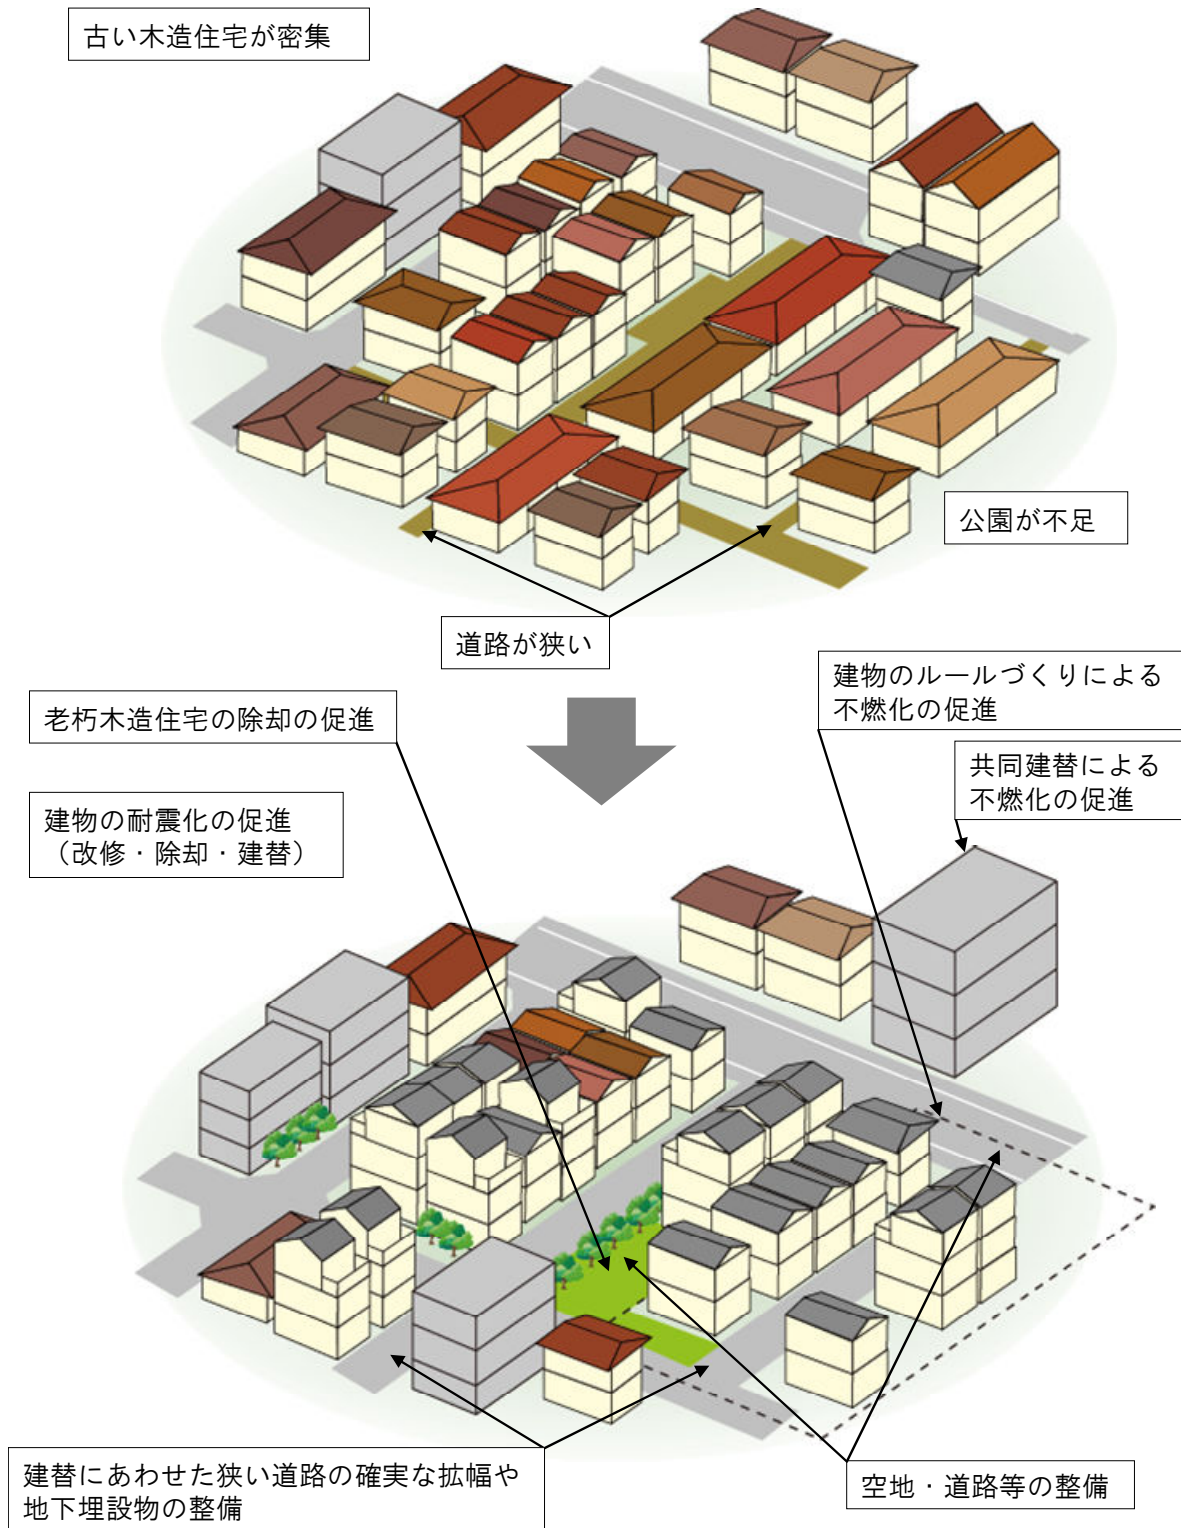 古い木造住宅が密集
公園が不足
道路が狭い
建物のルールづくりによる
不燃化の促進
老朽木造住宅の除却の促進
共同建替による
不燃化の促進
建物の耐震化の促進
（改修・除却・建替）
建替にあわせた狭い道路の確実な拡幅や
地下埋設物の整備
空地・道路等の整備